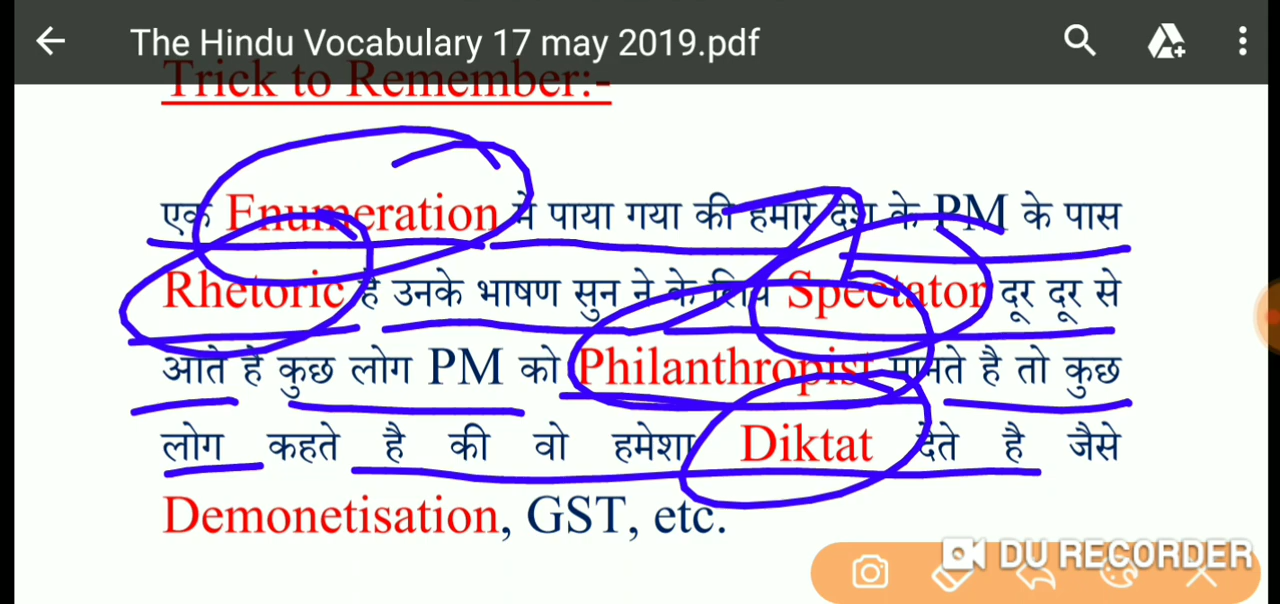 The Hindu Vocabulary 17 may 2019.pdf
Trick to Remember:-
एक Enumeration मे पाया गया की हमारे देश के PM के पास
Rhetoric है उनके भाषण सुन ने के लिये Spectator दूर दूर से
आते है कुछ लोग PM को Philanthropist मानते है तो कुछ
लोग कहते है की वो हमेशा Diktat देते है जैसे
Demonetisation, GST, etc.
DU RECORDER